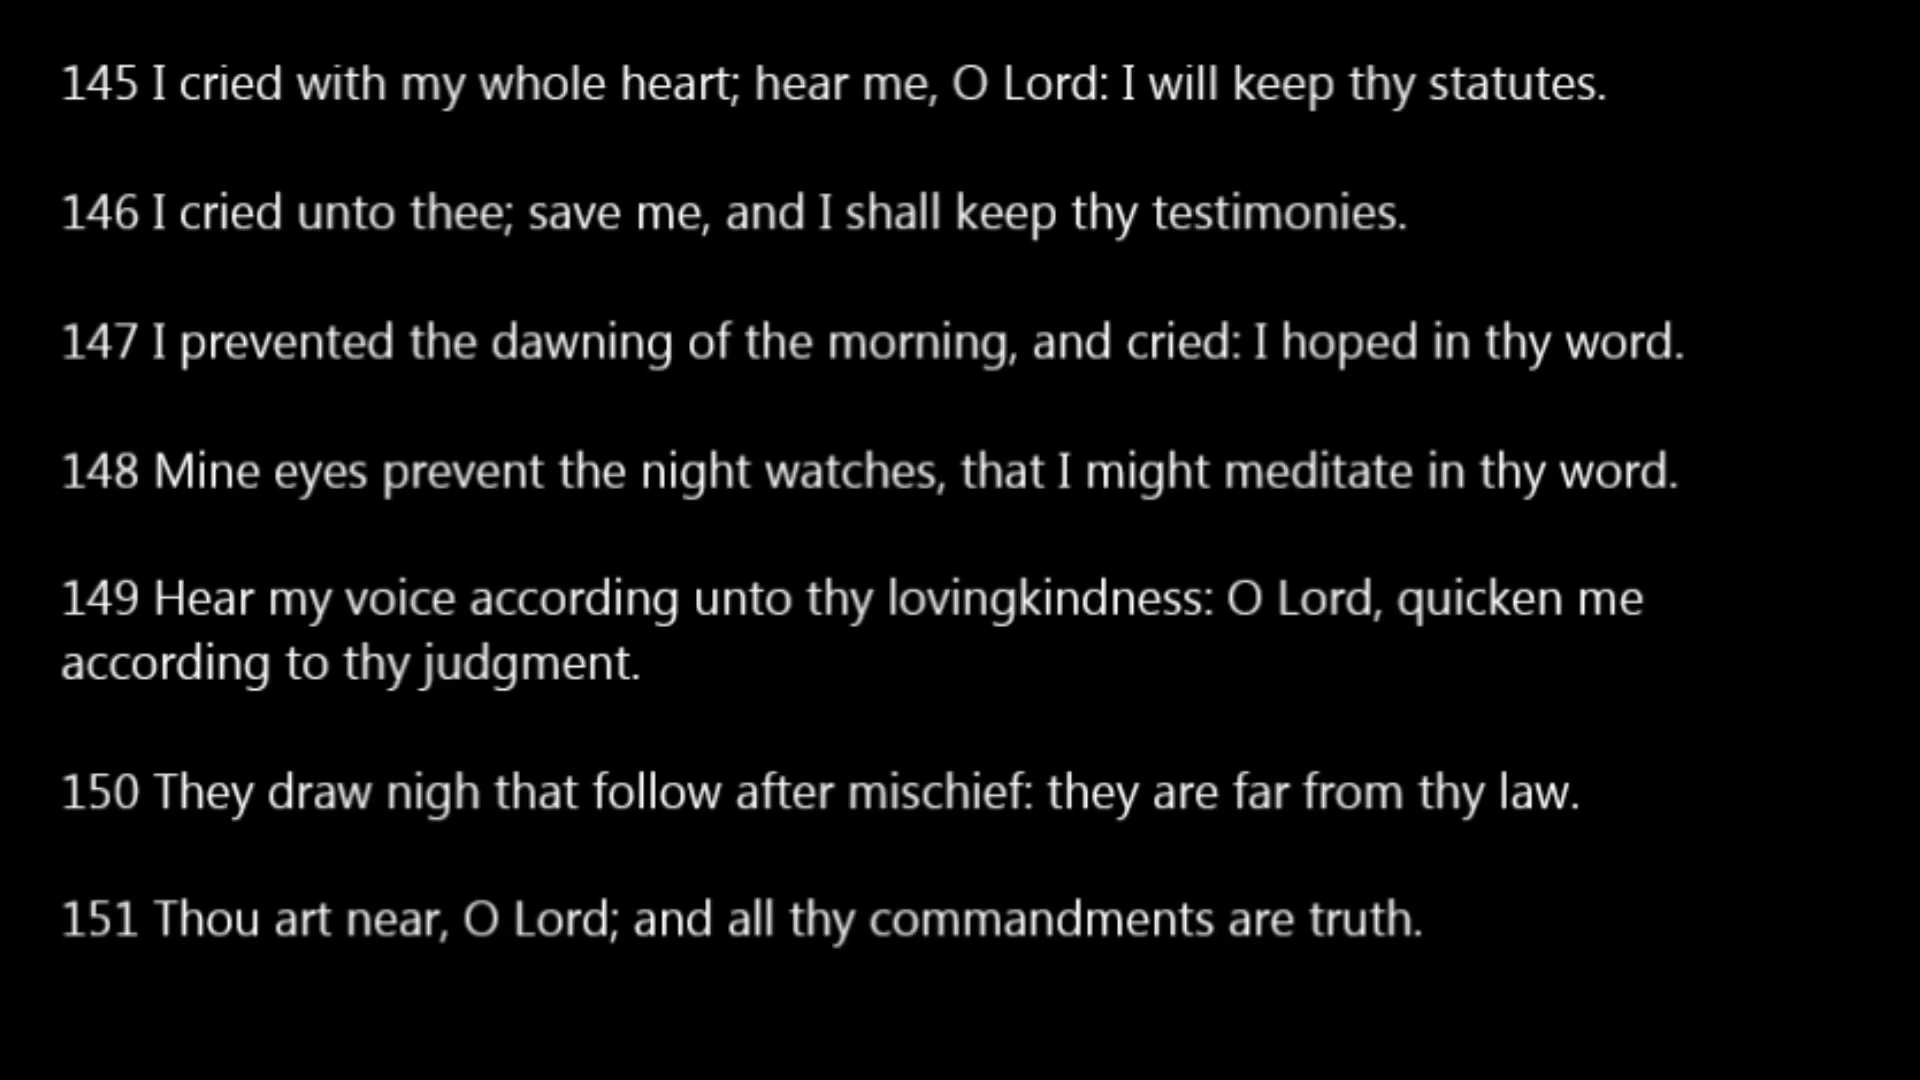 145 I cried with my whole heart; hear me, O Lord: I will keep thy statutes.
146 I cried unto thee; save me, and I shall keep thy testimonies.
147 I prevented the dawning of the morning, and cried: I hoped in thy word.
148 Mine eyes prevent the night watches, that I might meditate in thy word.
149 Hear my voice according unto thy lovingkindness: O Lord, quicken me
according to thy judgment.
150 They draw nigh that follow after mischief: they are far from thy law.
151 Thou art near, O Lord; and all thy commandments are truth.